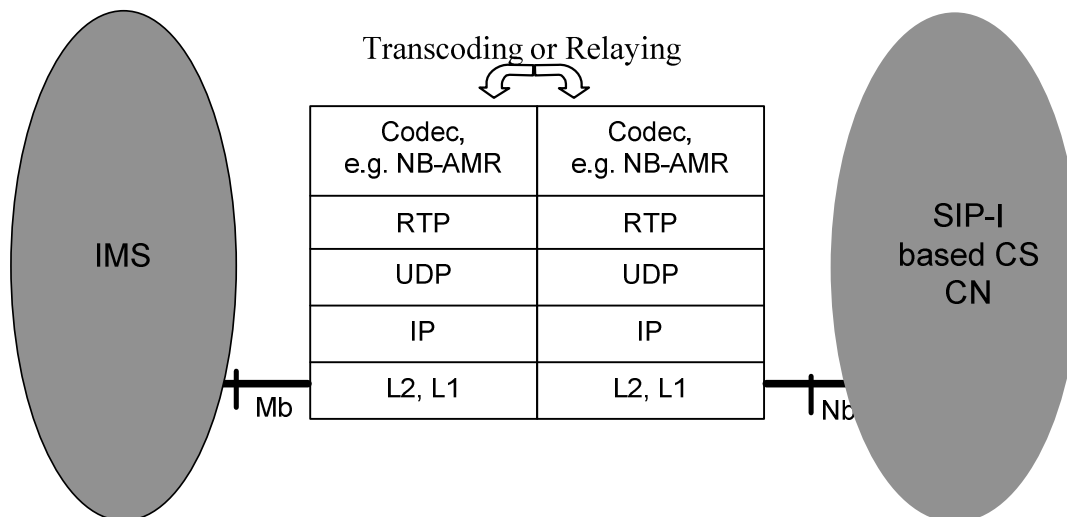 Transcoding or Relaying
Codec,
e.g. NB-AMR
Codec,
e.g. NB-AMR
RTP
RTP
UDP
UDP
IP
IP
L2, L1
L2, L1
IMS
SIP-I
based CS
CN
Mb
Nb